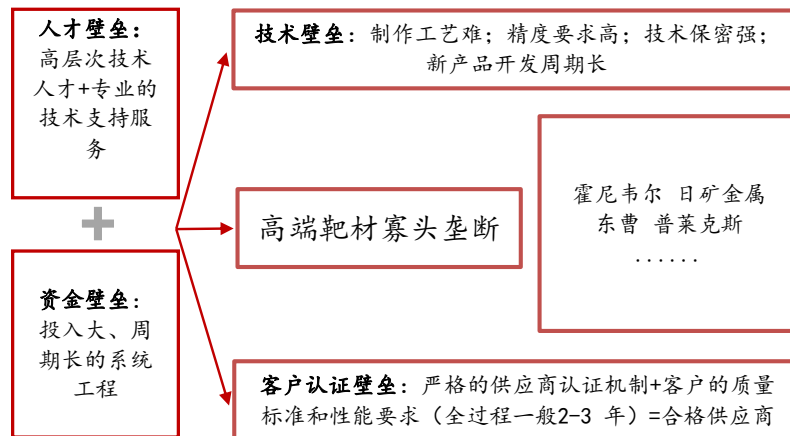 人才壁垒:
高层次技术
人才+专业的
技术支持服
务
+
资金壁垒:
投入大、周
期长的系统
工程
技术壁垒: 制作工艺难; 精度要求高; 技术保密强;
新产品开发周期长
高端靶材寡头垄断
霍尼韦尔 日矿金属
东曹 普莱克斯
......
客户认证壁垒: 严格的供应商认证机制+客户的质量
标准和性能要求（全过程一般2-3 年）=合格供应商